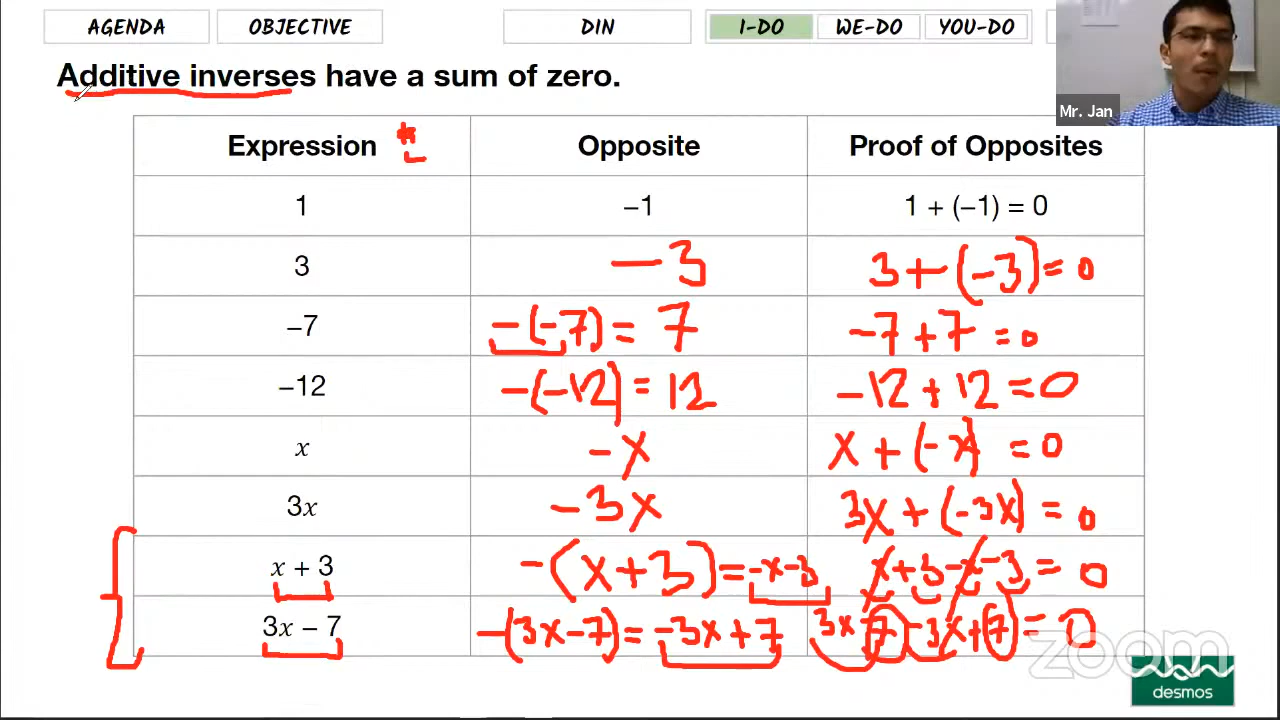 AGENDA OBJECTIVE DIN I-DO WE-DO YOU-DO
Additive inverses have a sum of zero.
Mr. Jan
Expression * Opposite Proof of Opposites
1 −1 1 + (−1) = 0
3 −3 3 + (−3) = 0
−7 −(−7) = 7 −7 + 7 = 0
−12 −(−12) = 12 −12 + 12 = 0
x −x x + (−x) = 0
3x −3x 3x + (−3x) = 0
x + 3 −(x + 3) = −x − 3 x + 3 − x − 3 = 0
3x − 7 −(3x − 7) = −3x + 7 3x − 7 − 3x + 7 = 0
zoom
desmos